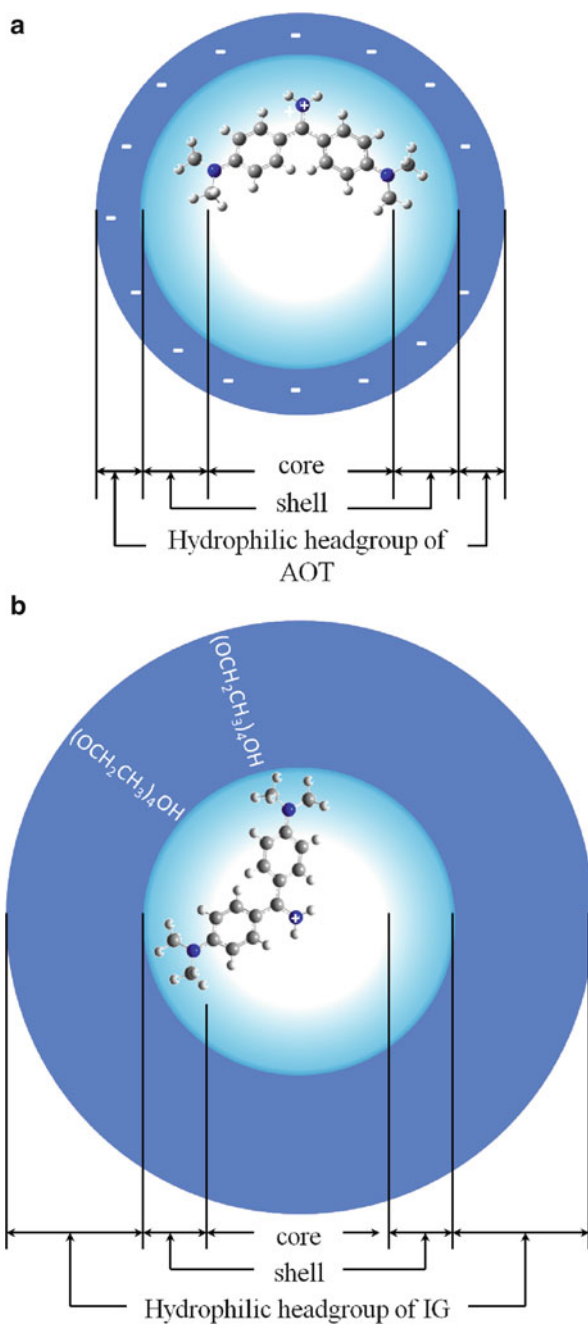 a
core
shell
Hydrophilic headgroup of
AOT
b
(OCH₂CH₃)₄OH
(OCH₂CH₃)₄OH
core
shell
Hydrophilic headgroup of IG